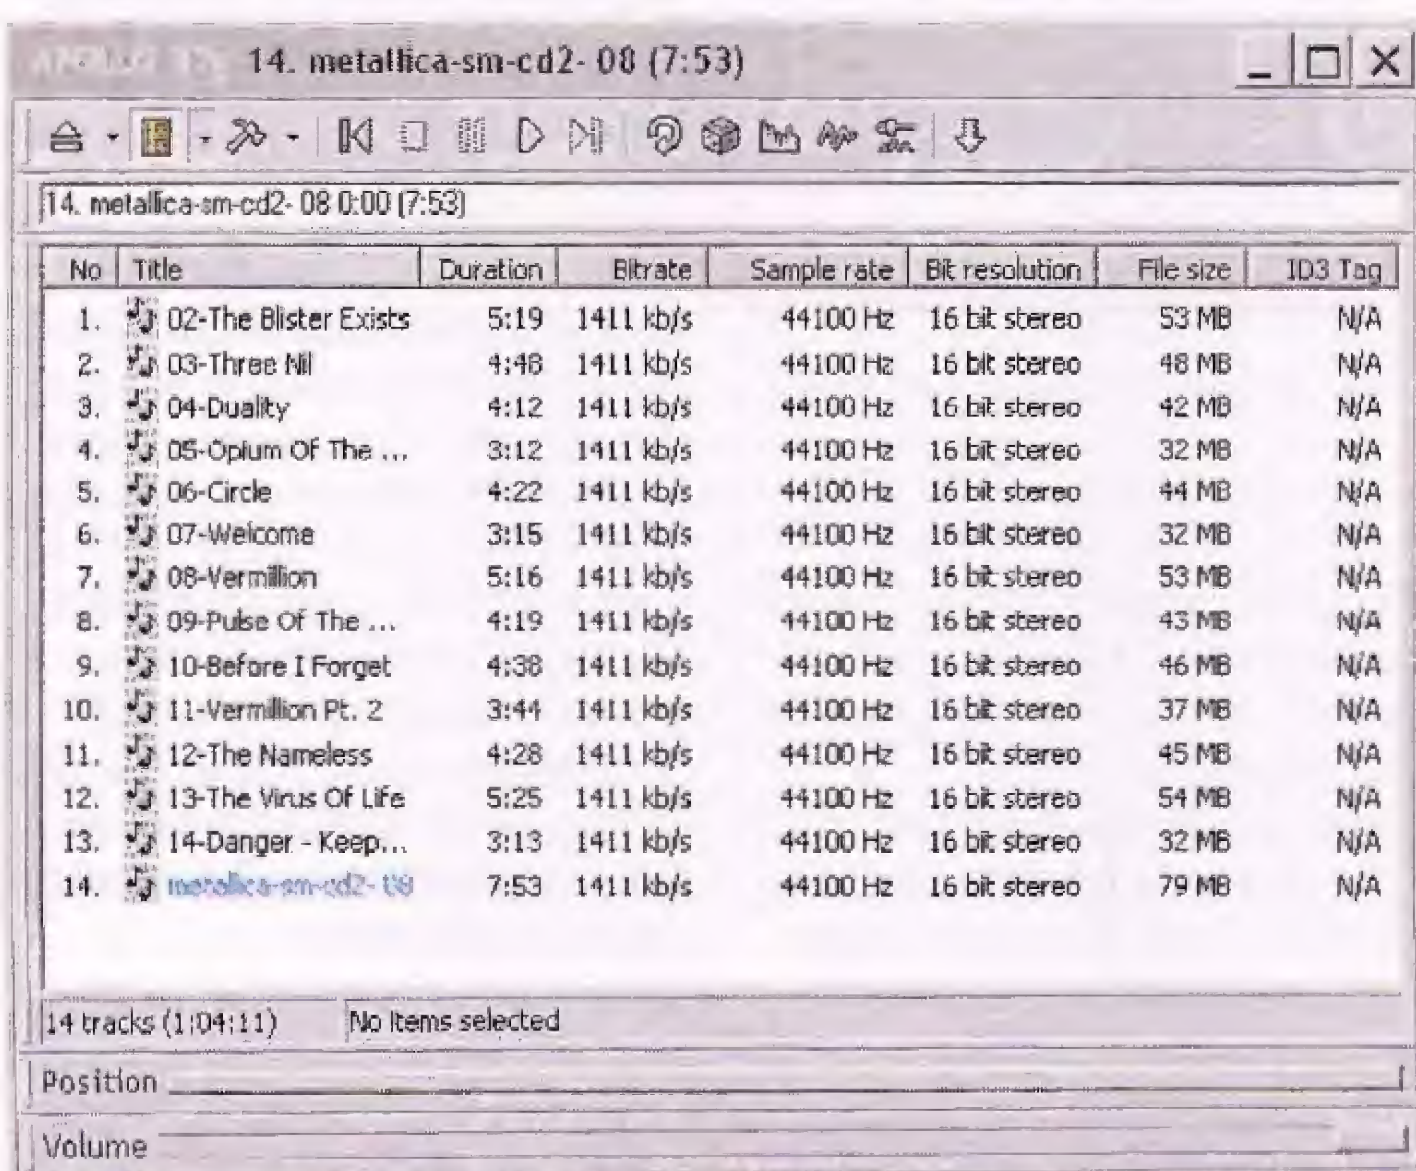 14. metallica-sm-cd2- 08 (7:53)
14. metallica-sm-cd2- 08 0:00 (7:53)
No Title Duration Bitrate Sample rate Bit resolution File size ID3 Tag
1. 02-The Blister Exists 5:19 1411 kb/s 44100 Hz 16 bit stereo 53 MB N/A
2. 03-Three Nil 4:48 1411 kb/s 44100 Hz 16 bit stereo 48 MB N/A
3. 04-Duality 4:12 1411 kb/s 44100 Hz 16 bit stereo 42 MB N/A
4. 05-Opium Of The ... 3:12 1411 kb/s 44100 Hz 16 bit stereo 32 MB N/A
5. 06-Circle 4:22 1411 kb/s 44100 Hz 16 bit stereo 44 MB N/A
6. 07-Welcome 3:15 1411 kb/s 44100 Hz 16 bit stereo 32 MB N/A
7. 08-Vermillion 5:16 1411 kb/s 44100 Hz 16 bit stereo 53 MB N/A
8. 09-Pulse Of The ... 4:19 1411 kb/s 44100 Hz 16 bit stereo 43 MB N/A
9. 10-Before I Forget 4:38 1411 kb/s 44100 Hz 16 bit stereo 46 MB N/A
10. 11-Vermillion Pt. 2 3:44 1411 kb/s 44100 Hz 16 bit stereo 37 MB N/A
11. 12-The Nameless 4:28 1411 kb/s 44100 Hz 16 bit stereo 45 MB N/A
12. 13-The Virus Of Life 5:25 1411 kb/s 44100 Hz 16 bit stereo 54 MB N/A
13. 14-Danger - Keep... 3:13 1411 kb/s 44100 Hz 16 bit stereo 32 MB N/A
14. metallica-sm-cd2- 08 7:53 1411 kb/s 44100 Hz 16 bit stereo 79 MB N/A
14 tracks (1:04:11) No items selected
Position
Volume